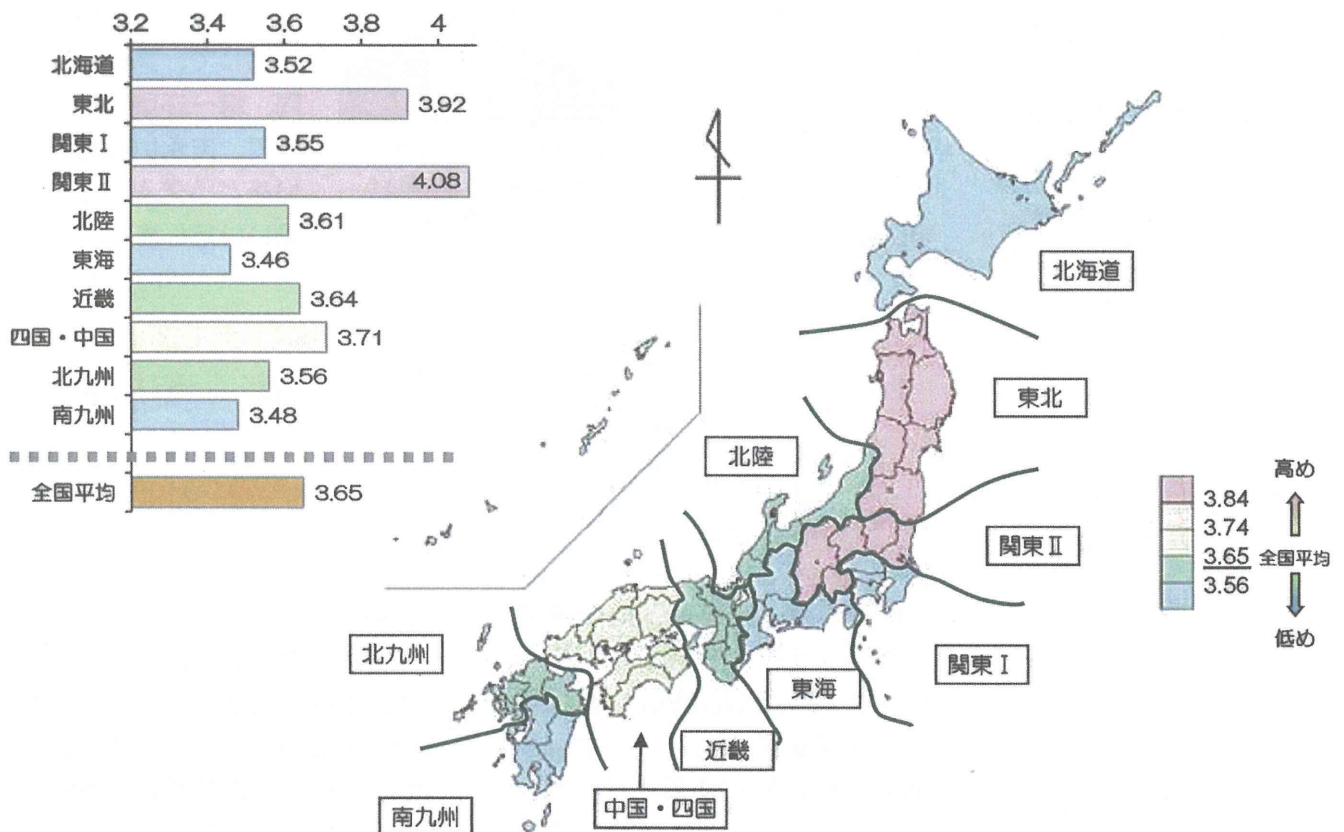 3.2 3.4 3.6 3.8 4
北海道 3.52
東北 3.92
関東Ⅰ 3.55
関東Ⅱ 4.08
北陸 3.61
東海 3.46
近畿 3.64
四国・中国 3.71
北九州 3.56
南九州 3.48
全国平均 3.65
北海道
東北
北陸
関東Ⅱ
関東Ⅰ
東海
近畿
中国・四国
北九州
南九州
高め
3.84
3.74
3.65 全国平均
3.56
低め